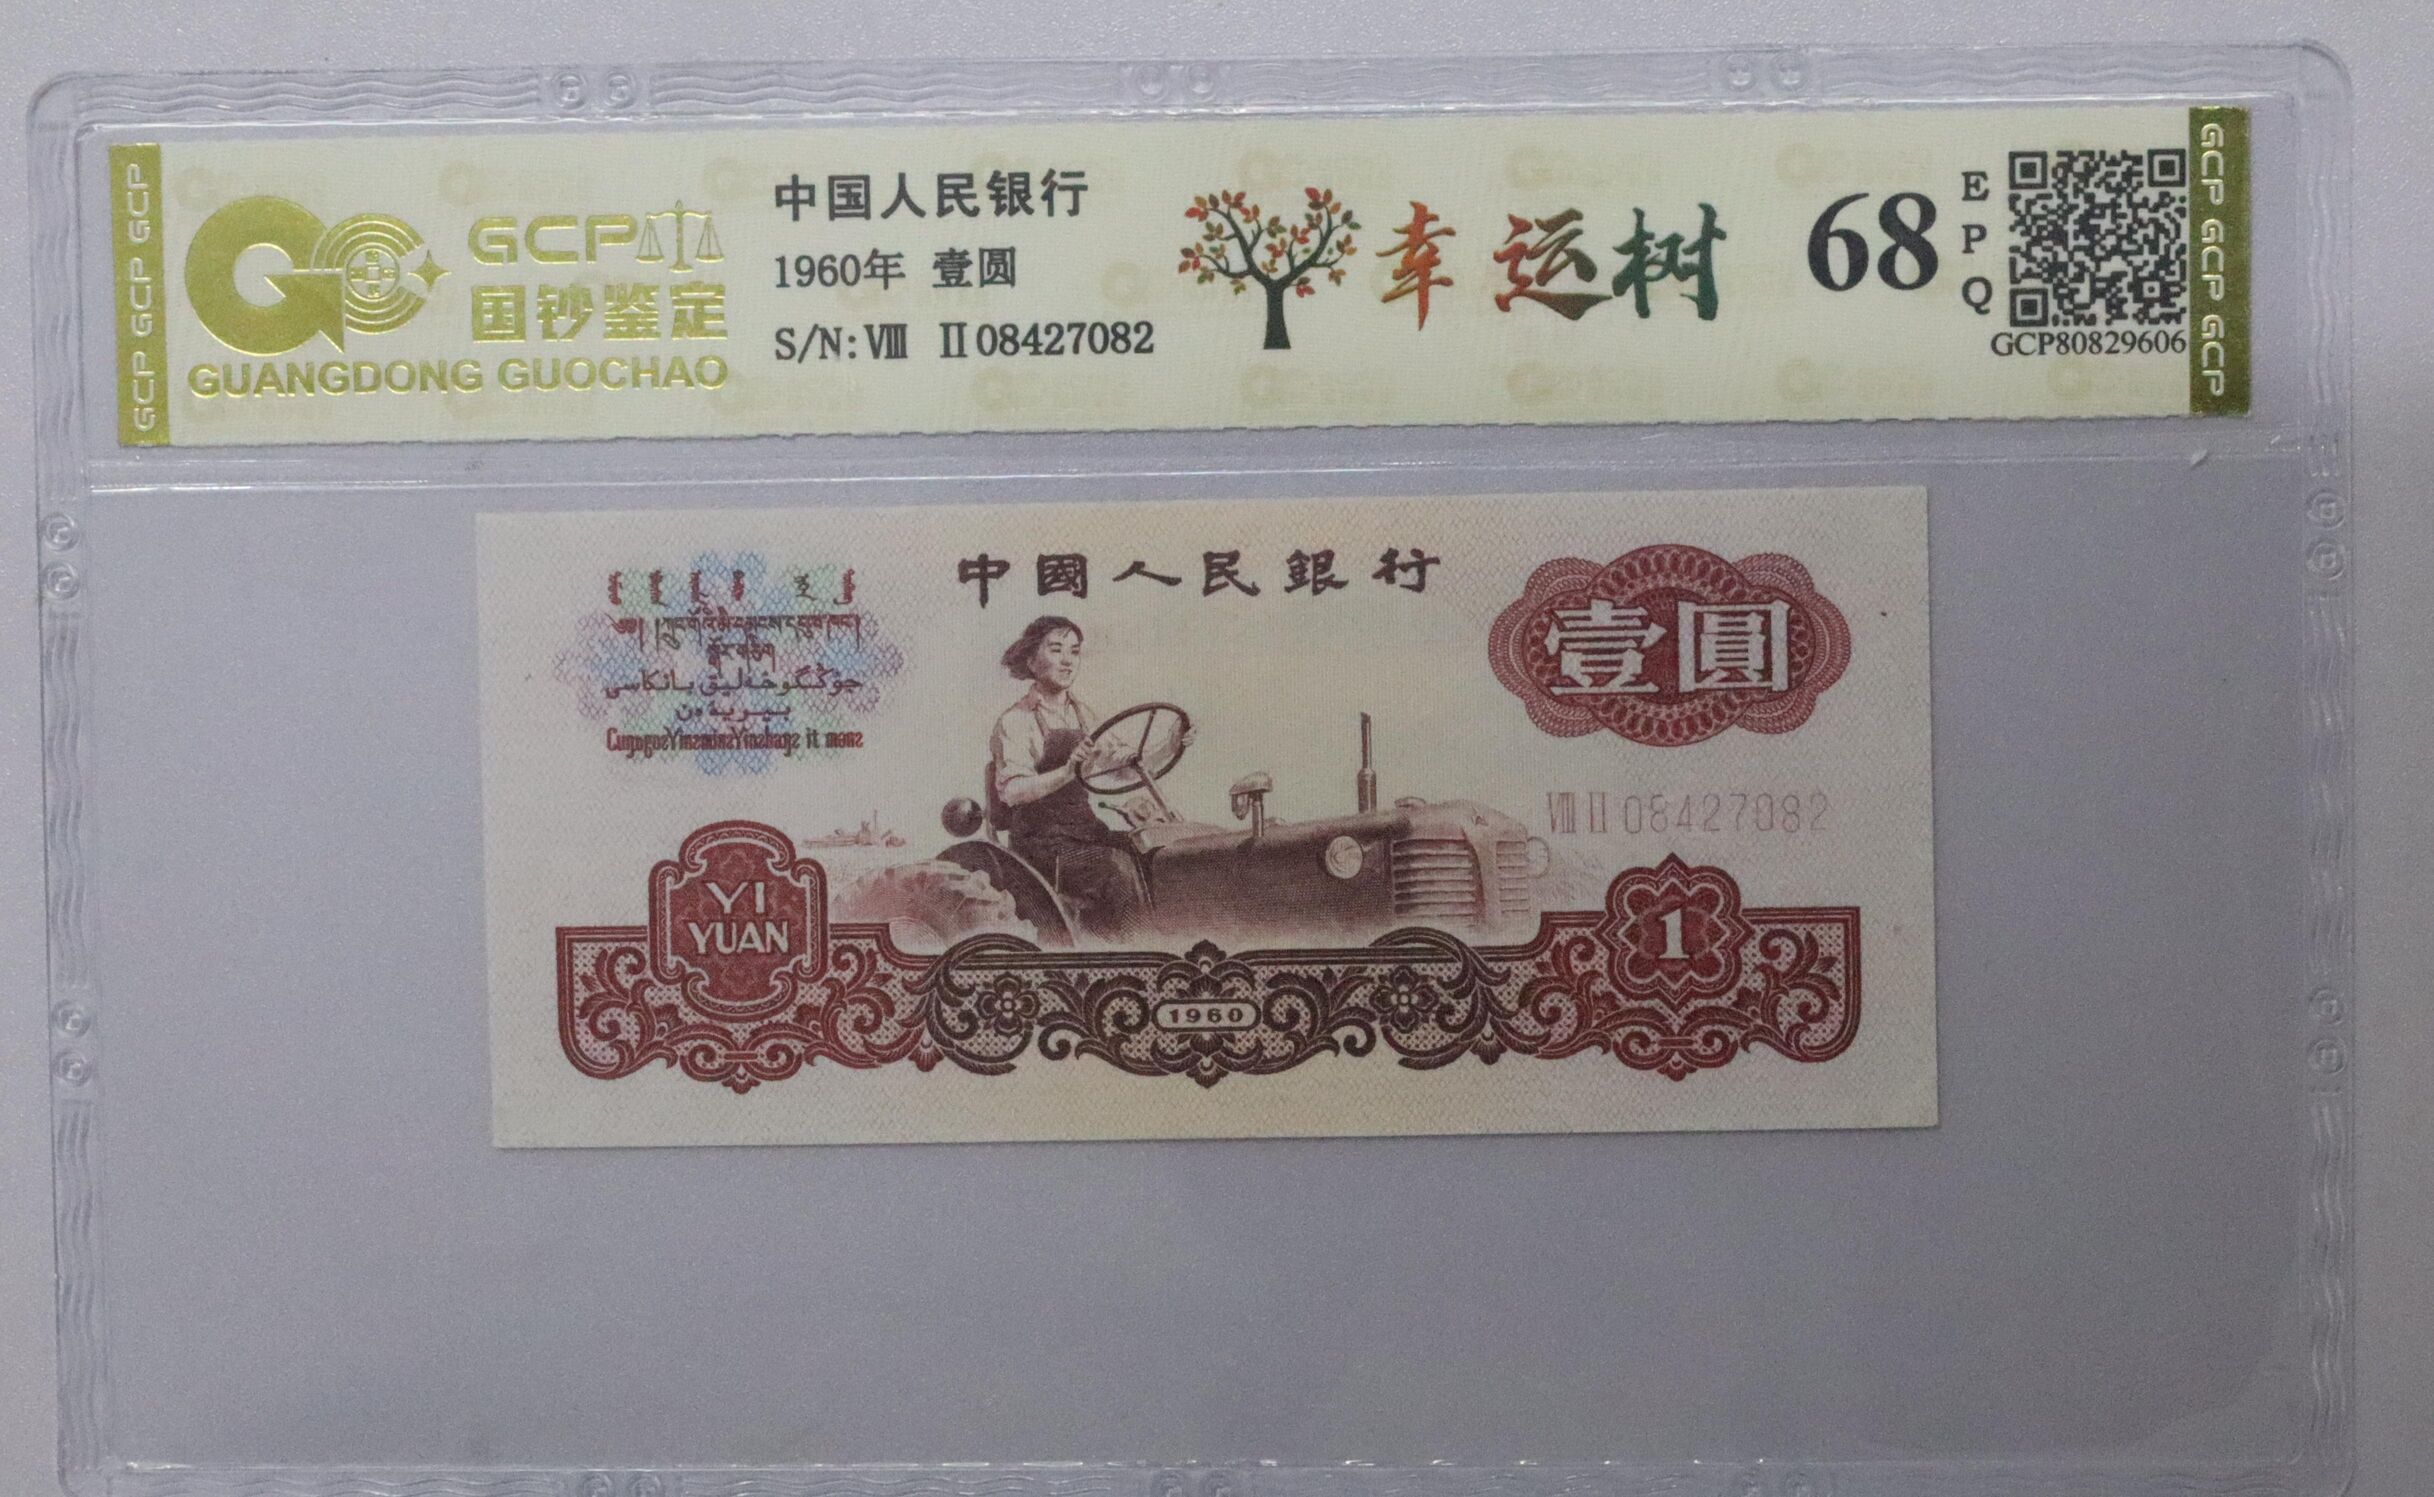 GCP GCP GCP
GCP
国钞鉴定
GUANGDONG GUOCHAO
中国人民银行
1960年 壹圆
S/N: Ⅷ Ⅱ 08427082
幸运树
68
E
P
Q
GCP80829606
GCP GCP GCP
中國人民銀行
壹圓
Ⅷ Ⅱ 08427082
YI
YUAN
1960
1